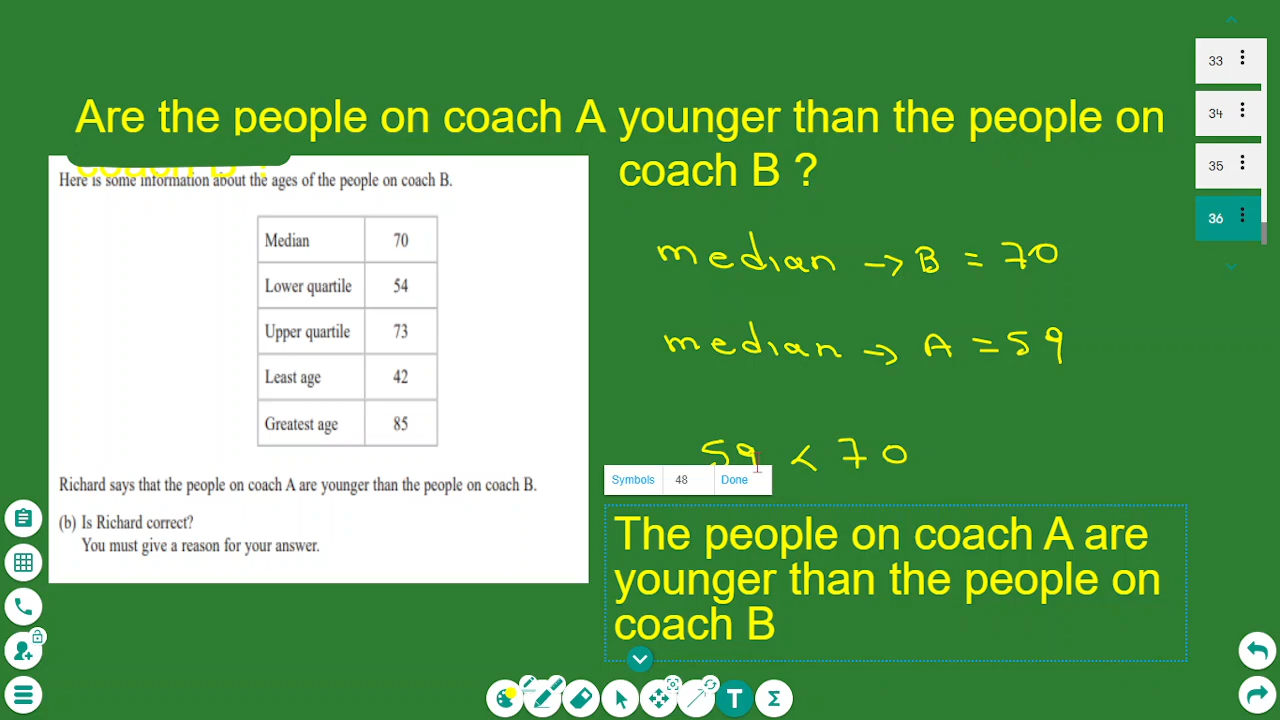 Are the people on coach A younger than the people on
coach B ?
Here is some information about the ages of the people on coach B.
Median 70
Lower quartile 54
Upper quartile 73
Least age 42
Greatest age 85
Richard says that the people on coach A are younger than the people on coach B.
(b) Is Richard correct?
You must give a reason for your answer.
coach B ?
median → B = 70
median → A = 59
59 < 70
Symbols 48 Done
The people on coach A are
younger than the people on
coach B
33
34
35
36
T
Σ